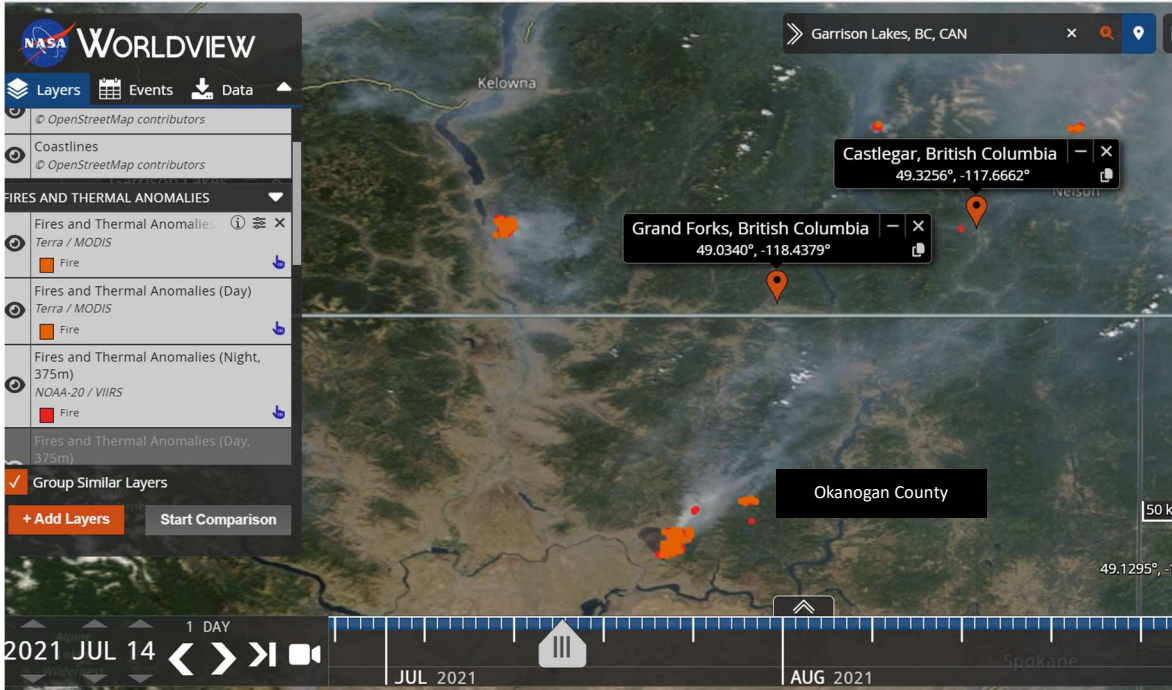 NASA WORLDVIEW
Layers Events Data
© OpenStreetMap contributors
Coastlines
© OpenStreetMap contributors
FIRES AND THERMAL ANOMALIES
Fires and Thermal Anomalies
Terra / MODIS
Fire
Fires and Thermal Anomalies (Day)
Terra / MODIS
Fire
Fires and Thermal Anomalies (Night,
375m)
NOAA-20 / VIIRS
Fire
Fires and Thermal Anomalies (Day,
375m)
Group Similar Layers
+ Add Layers Start Comparison
Garrison Lakes, BC, CAN
Kelowna
Castlegar, British Columbia
49.3256°, -117.6662°
Nelson
Grand Forks, British Columbia
49.0340°, -118.4379°
Okanogan County
50 k
49.1295°, -1
1 DAY
2021 JUL 14
JUL 2021
AUG 2021
Spokane